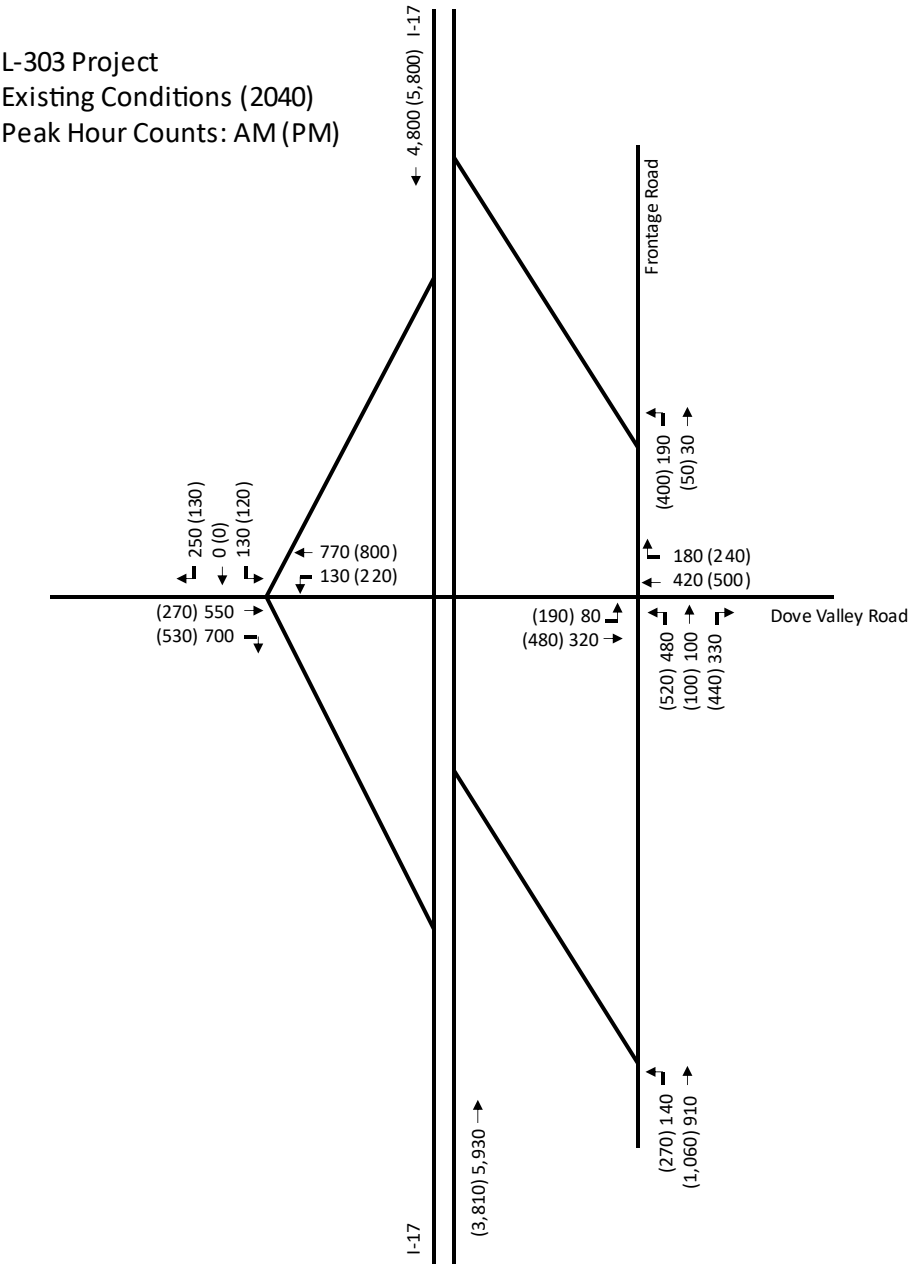 L-303 Project
Existing Conditions (2040)
Peak Hour Counts: AM (PM)
I-17
4,800 (5,800)
Frontage Road
(400) 190
(50) 30
250 (130)
0 (0)
130 (120)
770 (800)
130 (220)
180 (240)
420 (500)
(270) 550
(530) 700
(190) 80
(480) 320
Dove Valley Road
(520) 480
(100) 100
(440) 330
(270) 140
(1,060) 910
(3,810) 5,930
I-17